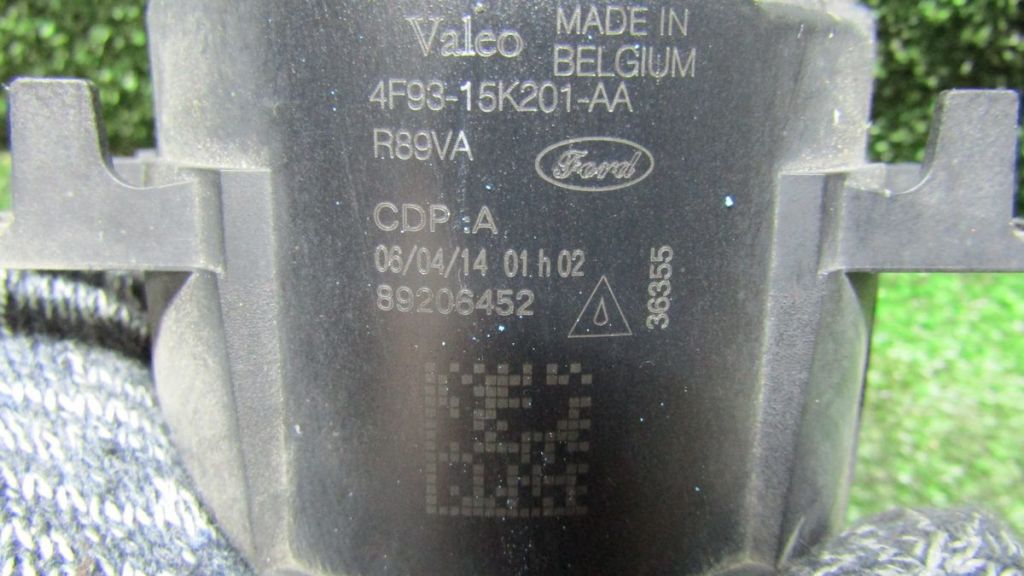 Valeo MADE IN
BELGIUM
4F93-15K201-AA
R89VA
Ford
CDP :A
06/04/14 01 h 02
89206452
36355